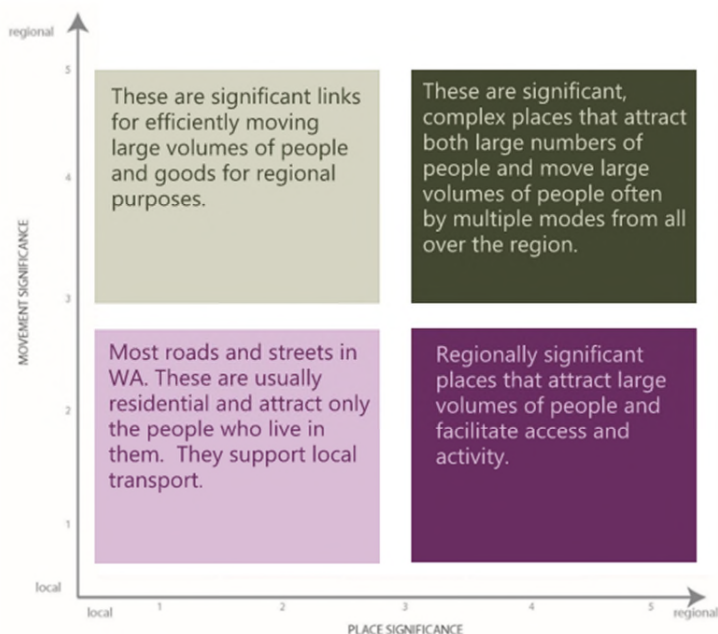 regional
5
4
3
2
1
local
MOVEMENT SIGNIFICANCE
These are significant links
for efficiently moving
large volumes of people
and goods for regional
purposes.
These are significant,
complex places that attract
both large numbers of
people and move large
volumes of people often
by multiple modes from all
over the region.
Most roads and streets in
WA. These are usually
residential and attract only
the people who live in
them. They support local
transport.
Regionally significant
places that attract large
volumes of people and
facilitate access and
activity.
local
1
2
3
4
5
regional
PLACE SIGNIFICANCE